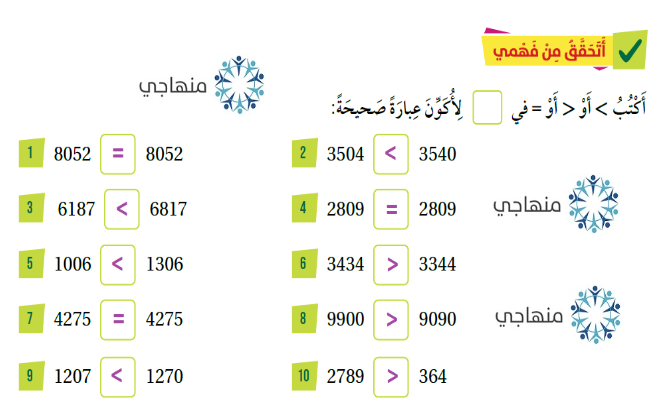 أَتَحَقَّقُ مِن فَهْمي
منهاجي
أَكْتُبُ > أَوْ < أَوْ = في □ لِأُكَوِّنَ عِبارَةً صَحيحَةً:
1 8052 = 8052
2 3504 < 3540
3 6187 < 6817
4 2809 = 2809
منهاجي
5 1006 < 1306
6 3434 > 3344
7 4275 = 4275
8 9900 > 9090
منهاجي
9 1207 < 1270
10 2789 > 364